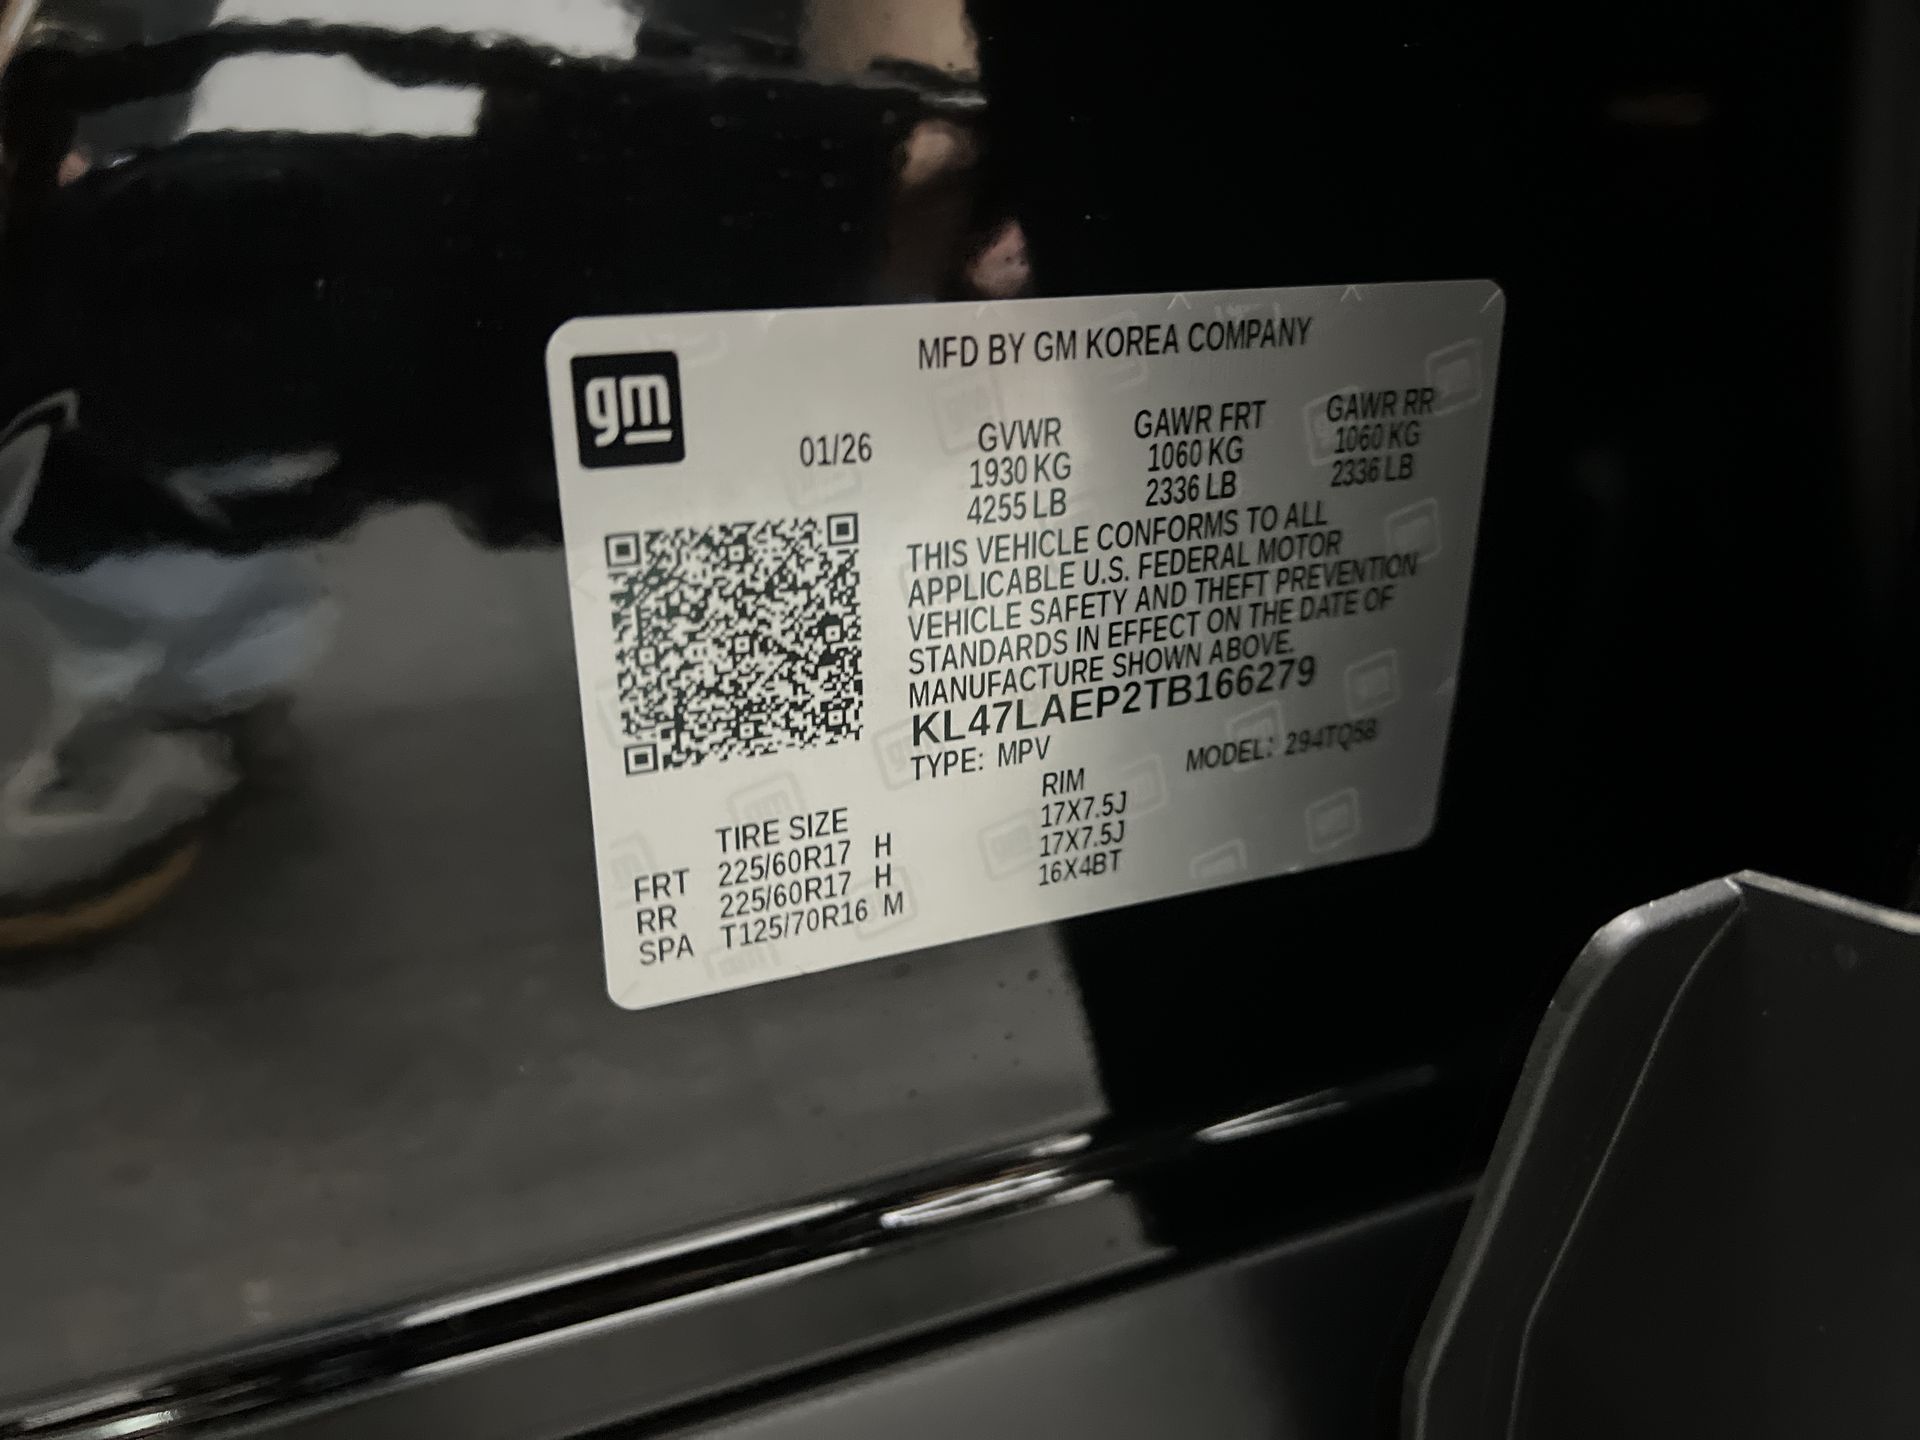 gm
MFD BY GM KOREA COMPANY
01/26
GVWR
1930 KG
4255 LB
GAWR FRT
1060 KG
2336 LB
GAWR RR
1060 KG
2336 LB
THIS VEHICLE CONFORMS TO ALL
APPLICABLE U.S. FEDERAL MOTOR
VEHICLE SAFETY AND THEFT PREVENTION
STANDARDS IN EFFECT ON THE DATE OF
MANUFACTURE SHOWN ABOVE.
KL47LAEP2TB166279
TYPE: MPV MODEL: 294TQ58
TIRE SIZE RIM
FRT 225/60R17 H 17X7.5J
RR 225/60R17 H 17X7.5J
SPA T125/70R16 M 16X4BT